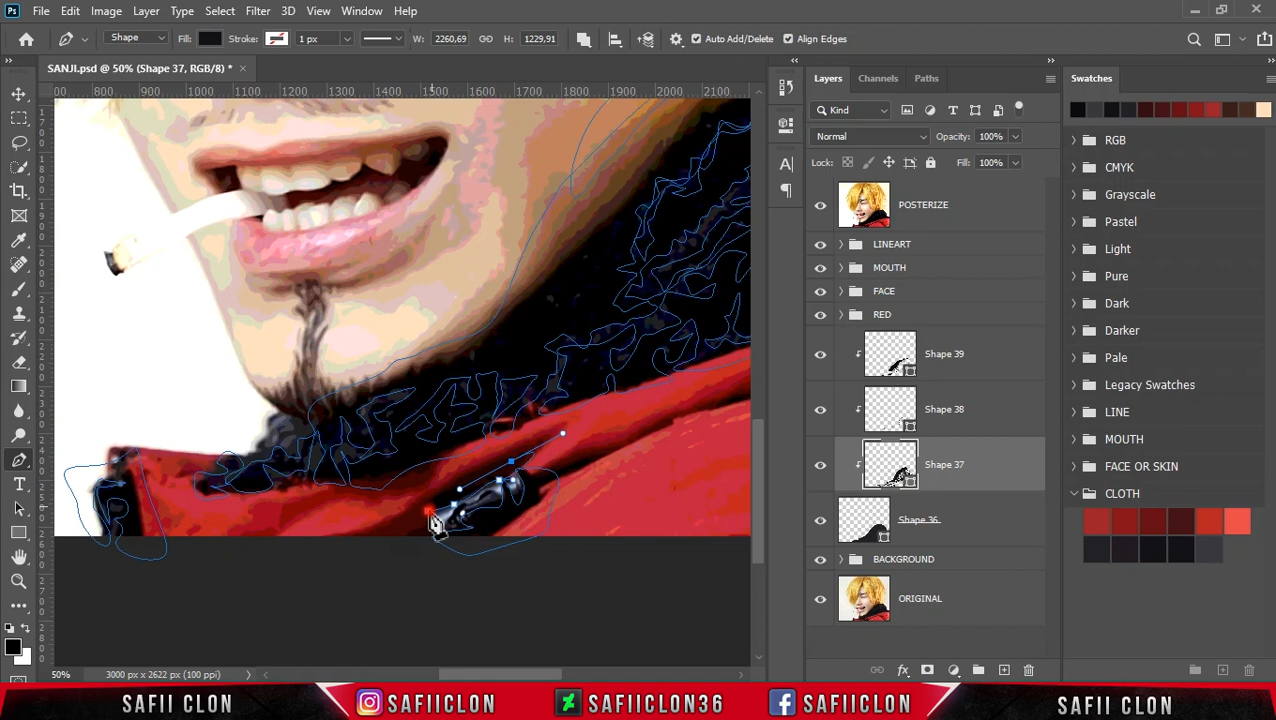 Ps File Edit Image Layer Type Select Filter 3D View Window Help
Shape Fill: Stroke: 1 px W: 2260,69 H: 1229,91 Auto Add/Delete Align Edges
SANJI.psd @ 50% (Shape 37, RGB/8) * ×
00 800 900 1000 1100 1200 1300 1400 1500 1600 1700 1800 1900 2000 2100
Layers Channels Paths
Kind
Normal Opacity: 100%
Lock: Fill: 100%
POSTERIZE
LINEART
MOUTH
FACE
RED
Shape 39
Shape 38
Shape 37
Shape 36
BACKGROUND
ORIGINAL
Swatches
RGB
CMYK
Grayscale
Pastel
Light
Pure
Dark
Darker
Pale
Legacy Swatches
LINE
MOUTH
FACE OR SKIN
CLOTH
50% 3000 px x 2622 px (100 ppi)
SAFII CLON SAFIICLON SAFIICLON36 SAFIICLON SAFII CLON